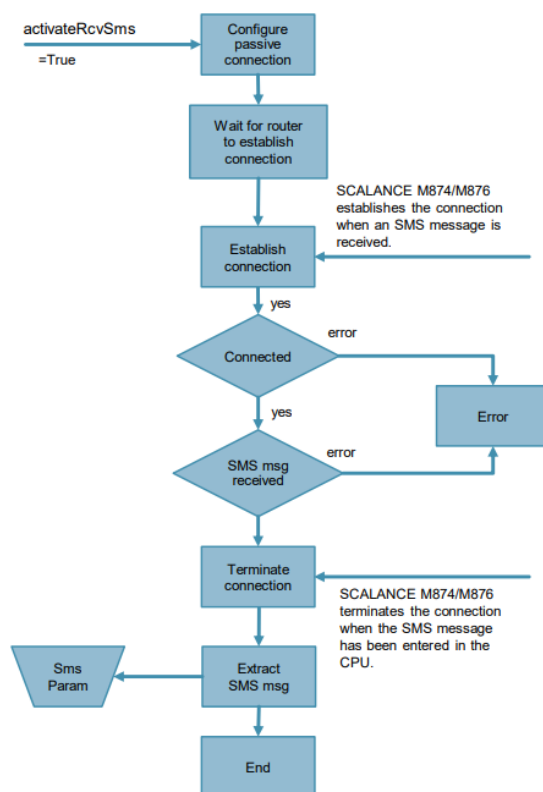 activateRcvSms
=True
Configure
passive
connection
Wait for router
to establish
connection
SCALANCE M874/M876
establishes the connection
when an SMS message is
received.
Establish
connection
yes
error
Connected
Error
yes
error
SMS msg
received
Terminate
connection
SCALANCE M874/M876
terminates the connection
when the SMS message
has been entered in the
CPU.
Sms
Param
Extract
SMS msg
End